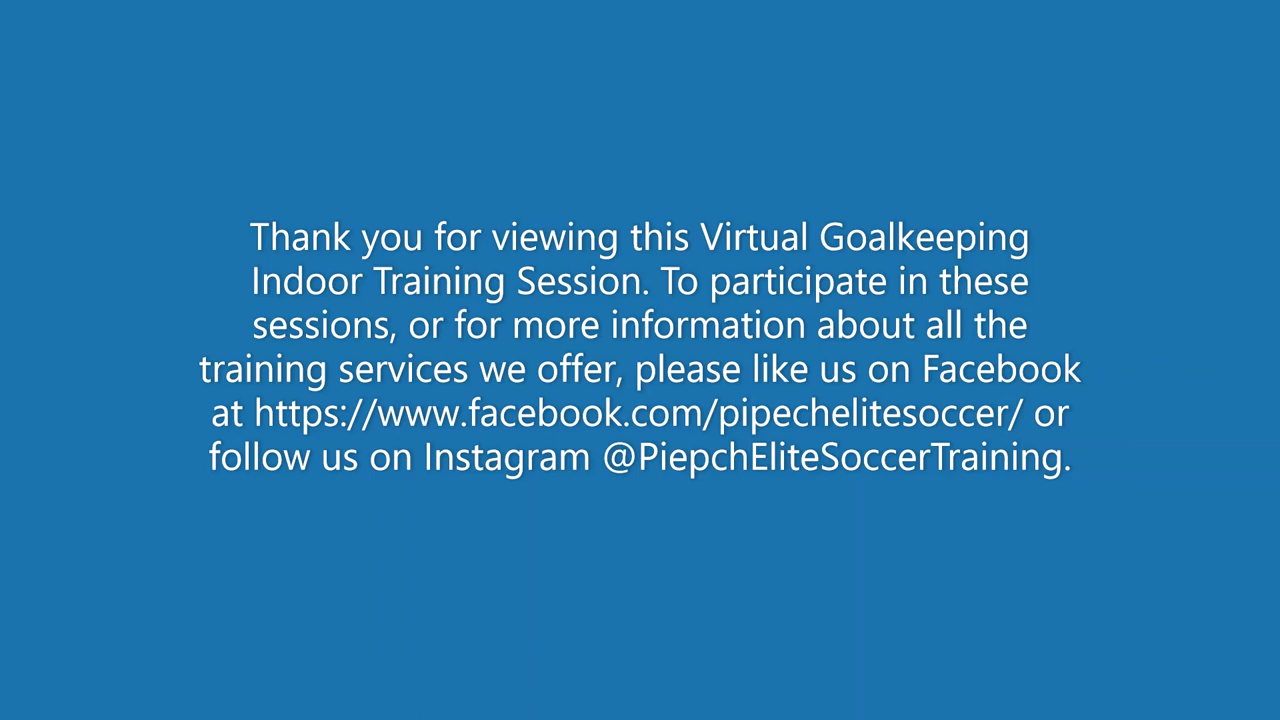 Thank you for viewing this Virtual Goalkeeping
Indoor Training Session. To participate in these
sessions, or for more information about all the
training services we offer, please like us on Facebook
at https://www.facebook.com/pipechelitesoccer/ or
follow us on Instagram @PiepchEliteSoccerTraining.